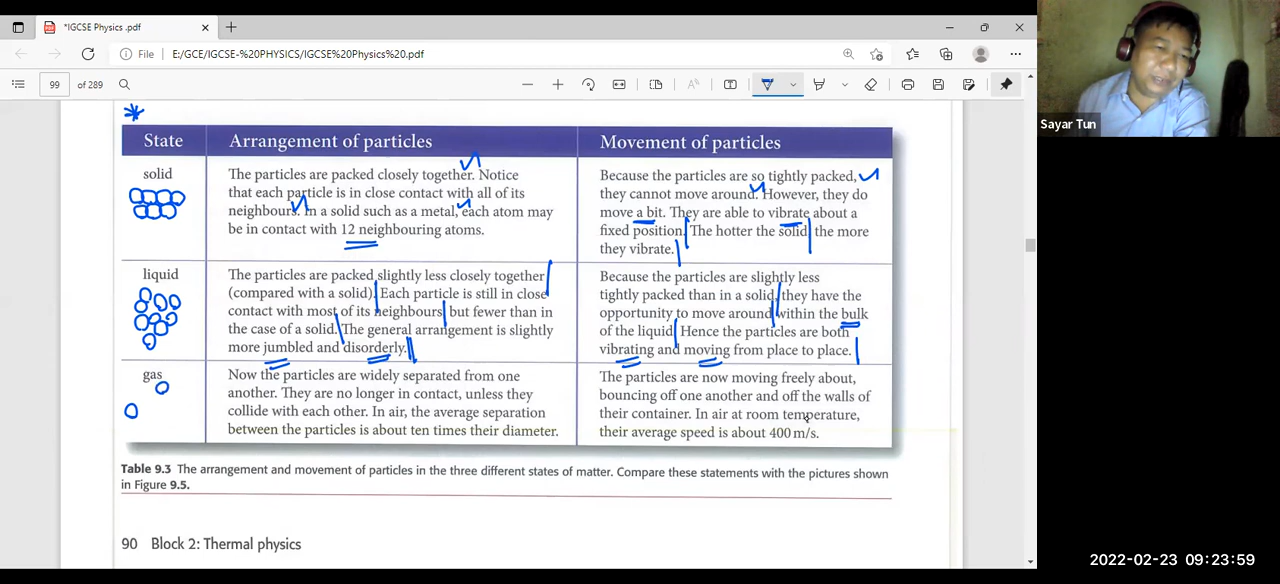 *IGCSE Physics .pdf
File
E:/GCE/IGCSE-%20PHYSICS/IGCSE%20Physics%20.pdf
99 of 289
State
Arrangement of particles
Movement of particles
solid
The particles are packed closely together. Notice
that each particle is in close contact with all of its
neighbours. In a solid such as a metal, each atom may
be in contact with 12 neighbouring atoms.
Because the particles are so tightly packed,
they cannot move around. However, they do
move a bit. They are able to vibrate about a
fixed position. The hotter the solid, the more
they vibrate.
liquid
The particles are packed slightly less closely together
(compared with a solid). Each particle is still in close
contact with most of its neighbours, but fewer than in
the case of a solid. The general arrangement is slightly
more jumbled and disorderly.
Because the particles are slightly less
tightly packed than in a solid, they have the
opportunity to move around within the bulk
of the liquid. Hence the particles are both
vibrating and moving from place to place.
gas
Now the particles are widely separated from one
another. They are no longer in contact, unless they
collide with each other. In air, the average separation
between the particles is about ten times their diameter.
The particles are now moving freely about,
bouncing off one another and off the walls of
their container. In air at room temperature,
their average speed is about 400 m/s.
Table 9.3 The arrangement and movement of particles in the three different states of matter. Compare these statements with the pictures shown
in Figure 9.5.
90 Block 2: Thermal physics
Sayar Tun
2022-02-23 09:23:59